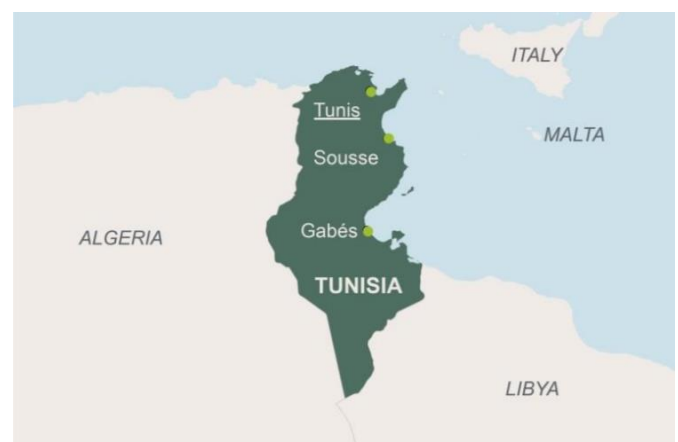 ITALY
Tunis
MALTA
Sousse
Gabés
ALGERIA
TUNISIA
LIBYA